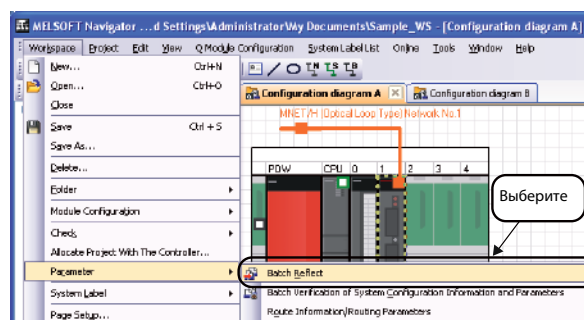 MELSOFT Navigator ...d Settings\Administrator\My Documents\Sample_WS - [Configuration diagram A]
Workspace Project Edit View Q Module Configuration System Label List Online Tools Window Help
New... Ctrl+N
Open... Ctrl+O
Close
Save Ctrl + S
Save As...
Delete...
Folder
Module Configuration
Check
Allocate Project With The Controller...
Parameter
System Label
Page Setup...
Configuration diagram A
Configuration diagram B
MNET/H (Optical Loop Type) Network No.1
POW CPU 0 1 2 3 4
Выберите
Batch Reflect
Batch Verification of System Configuration Information and Parameters
Route Information/Routing Parameters